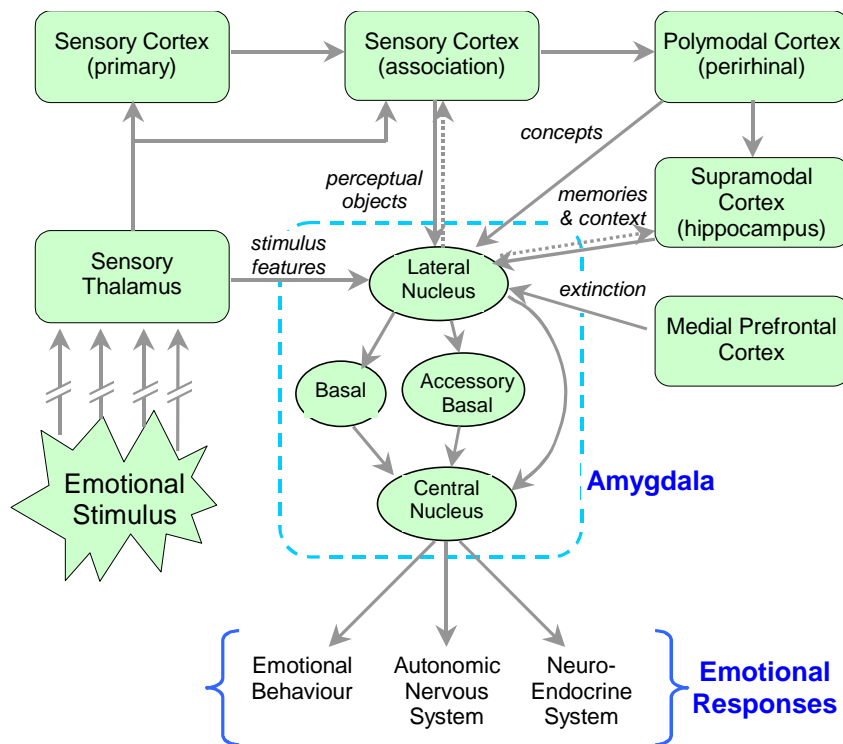 Sensory Cortex
(primary)
Sensory Cortex
(association)
Polymodal Cortex
(perirhinal)
concepts
perceptual
objects
memories
& context
Supramodal
Cortex
(hippocampus)
Sensory
Thalamus
stimulus
features
Lateral
Nucleus
extinction
Medial Prefrontal
Cortex
Basal
Accessory
Basal
Emotional
Stimulus
Central
Nucleus
Amygdala
Emotional
Behaviour
Autonomic
Nervous
System
Neuro-
Endocrine
System
Emotional
Responses